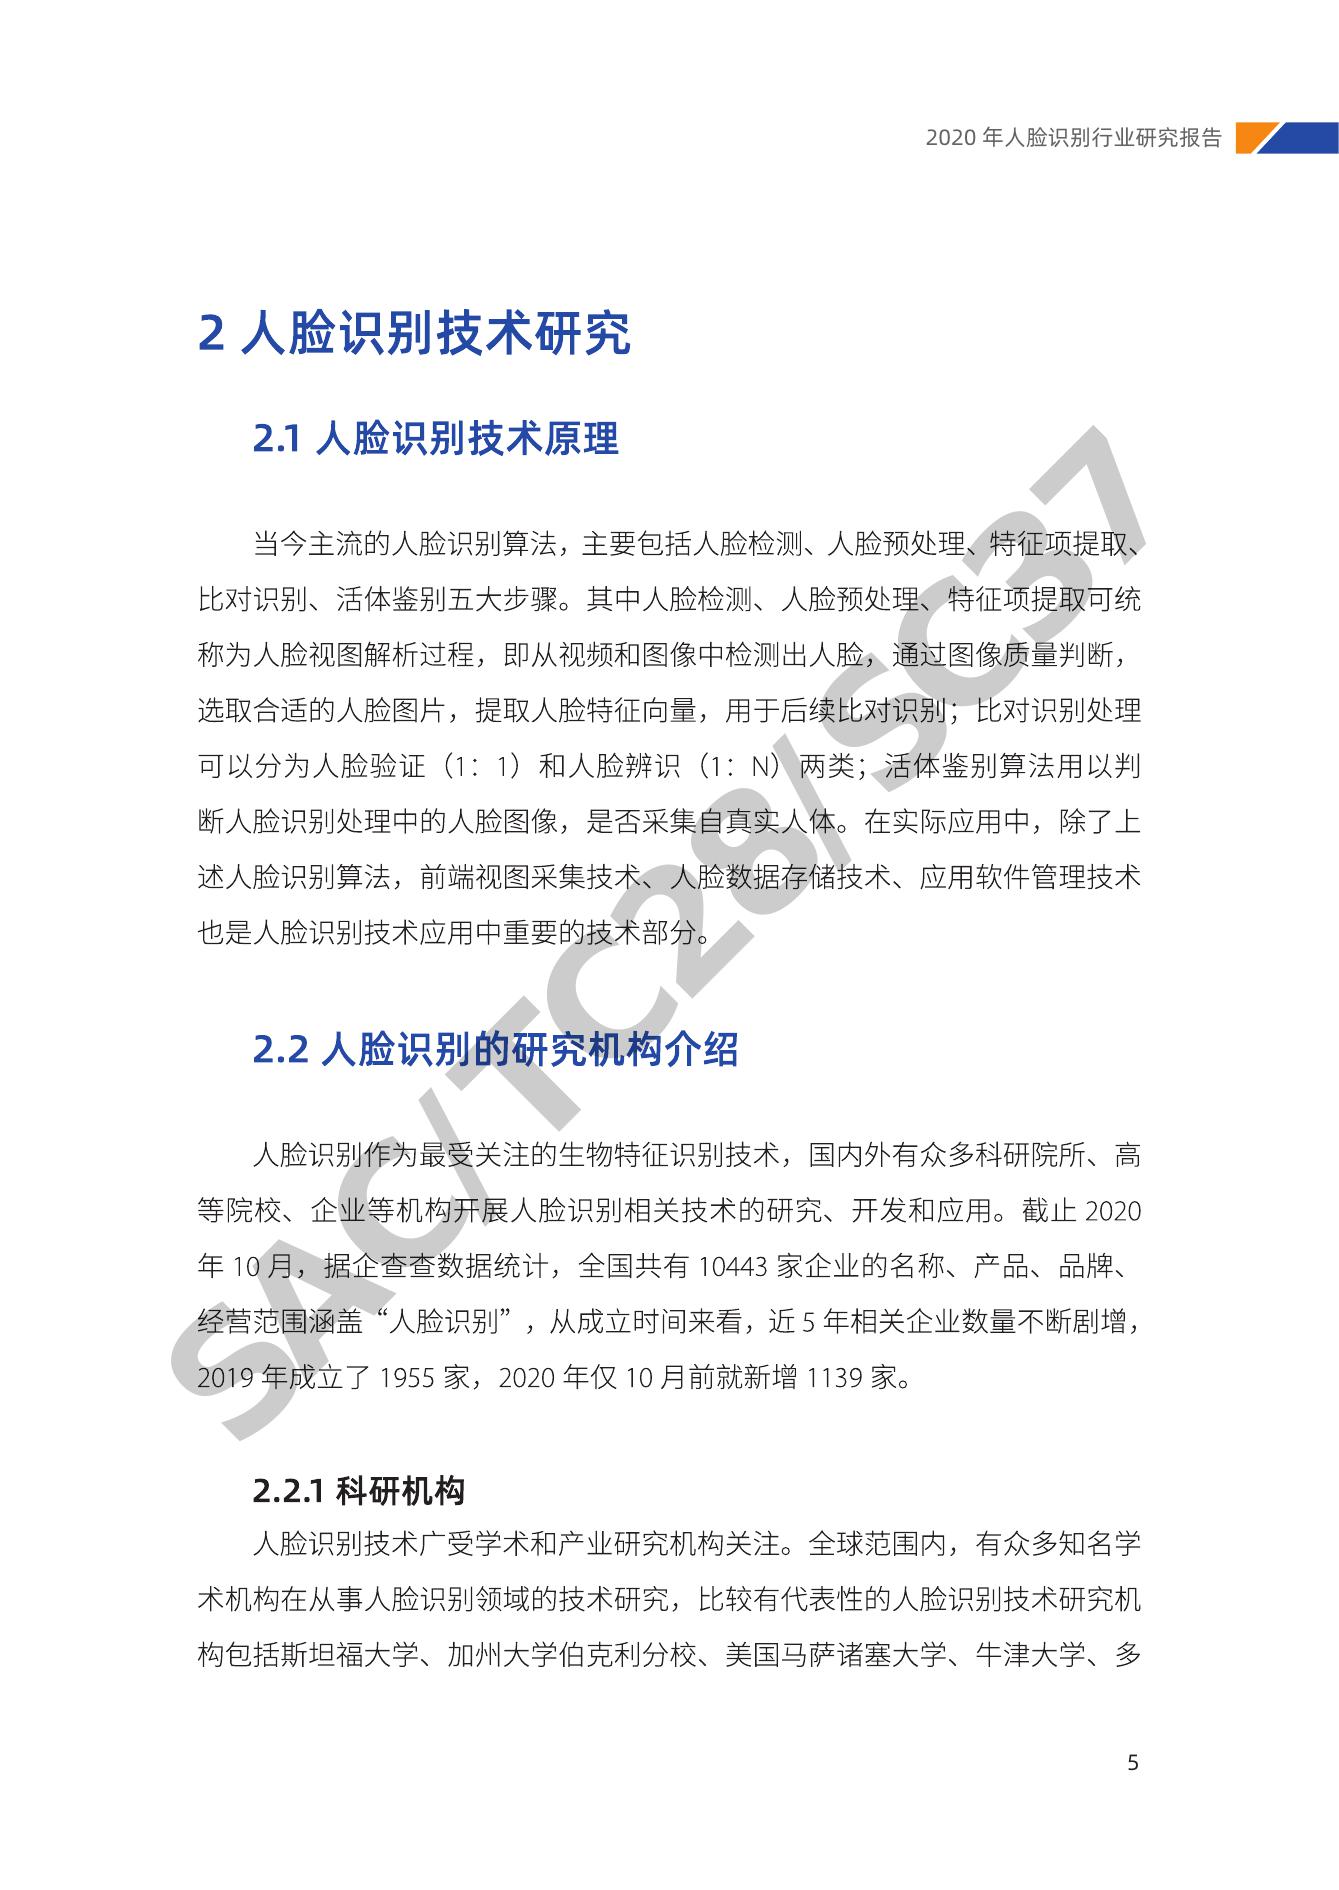 2020 年人脸识别行业研究报告
2 人脸识别技术研究
2.1 人脸识别技术原理
当今主流的人脸识别算法，主要包括人脸检测、人脸预处理、特征项提取、
比对识别、活体鉴别五大步骤。其中人脸检测、人脸预处理、特征项提取可统
称为人脸视图解析过程，即从视频和图像中检测出人脸，通过图像质量判断，
选取合适的人脸图片，提取人脸特征向量，用于后续比对识别；比对识别处理
可以分为人脸验证（1：1）和人脸辨识（1：N）两类；活体鉴别算法用以判
断人脸识别处理中的人脸图像，是否采集自真实人体。在实际应用中，除了上
述人脸识别算法，前端视图采集技术、人脸数据存储技术、应用软件管理技术
也是人脸识别技术应用中重要的技术部分。
2.2 人脸识别的研究机构介绍
人脸识别作为最受关注的生物特征识别技术，国内外有众多科研院所、高
等院校、企业等机构开展人脸识别相关技术的研究、开发和应用。截止 2020
年 10 月，据企查查数据统计，全国共有 10443 家企业的名称、产品、品牌、
经营范围涵盖“人脸识别”，从成立时间来看，近 5 年相关企业数量不断剧增，
2019 年成立了 1955 家，2020 年仅 10 月前就新增 1139 家。
2.2.1 科研机构
人脸识别技术广受学术和产业研究机构关注。全球范围内，有众多知名学
术机构在从事人脸识别领域的技术研究，比较有代表性的人脸识别技术研究机
构包括斯坦福大学、加州大学伯克利分校、美国马萨诸塞大学、牛津大学、多
5
SAC/TC28/SC37